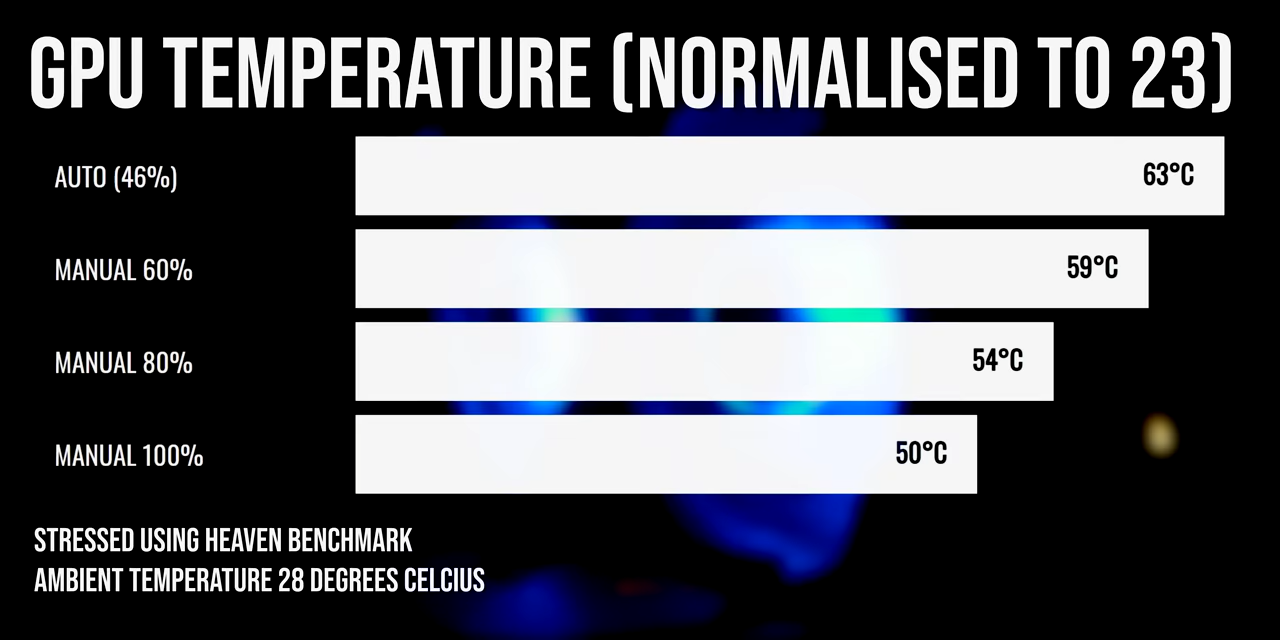 GPU TEMPERATURE (NORMALISED TO 23)
AUTO (46%) 63°C
MANUAL 60% 59°C
MANUAL 80% 54°C
MANUAL 100% 50°C
STRESSED USING HEAVEN BENCHMARK
AMBIENT TEMPERATURE 28 DEGREES CELCIUS